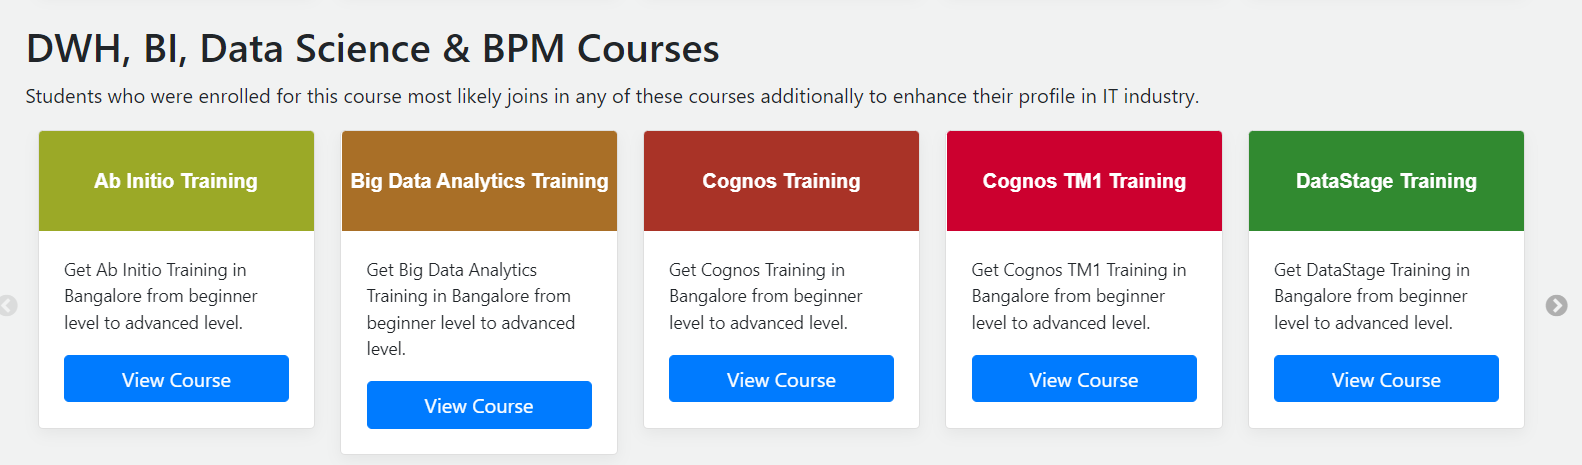 DWH, BI, Data Science & BPM Courses
Students who were enrolled for this course most likely joins in any of these courses additionally to enhance their profile in IT industry.
Ab Initio Training
Get Ab Initio Training in
Bangalore from beginner
level to advanced level.
View Course
Big Data Analytics Training
Get Big Data Analytics
Training in Bangalore from
beginner level to advanced
level.
View Course
Cognos Training
Get Cognos Training in
Bangalore from beginner
level to advanced level.
View Course
Cognos TM1 Training
Get Cognos TM1 Training in
Bangalore from beginner
level to advanced level.
View Course
DataStage Training
Get DataStage Training in
Bangalore from beginner
level to advanced level.
View Course